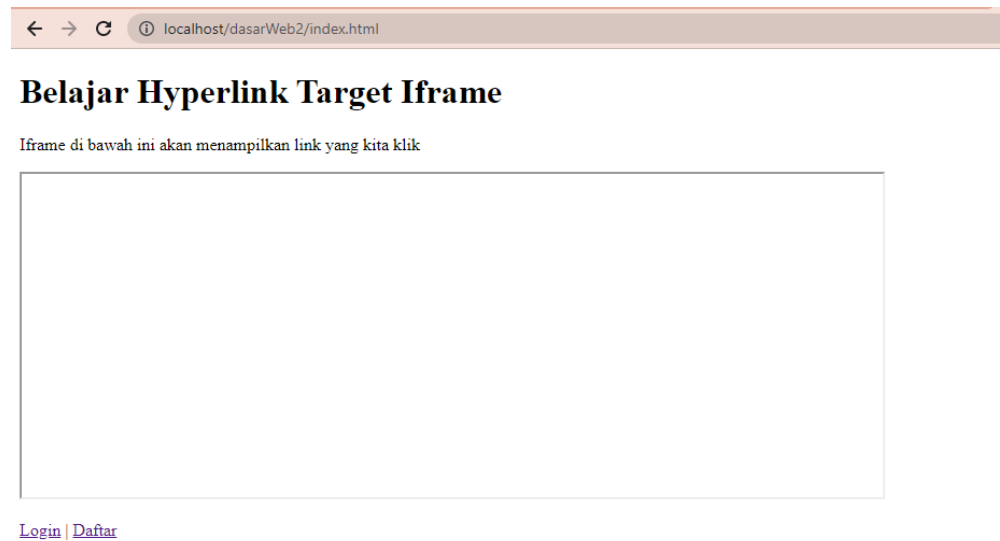 localhost/dasarWeb2/index.html
Belajar Hyperlink Target Iframe
Iframe di bawah ini akan menampilkan link yang kita klik
Login | Daftar